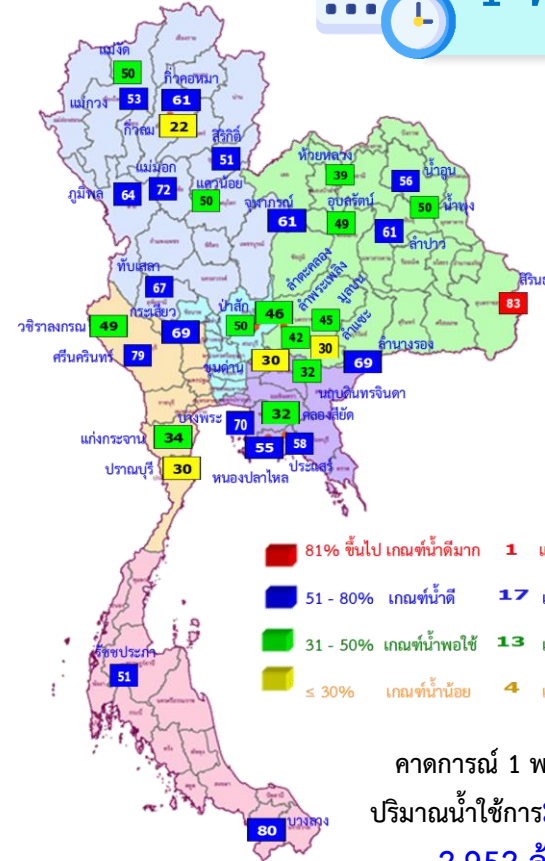 แม่งัด
50
กิ่วคอหมา
แม่กวง 53 61
กิ่วลม 22
สิริกิติ์
51
แม่มอก
ภูมิพล 64 72
แควน้อย
50
จุฬาภรณ์
61
ห้วยหลวง
39
56 น้ำอูน
อุบลรัตน์
49
50 น้ำพุง
61
ลำปาว
83
ทับเสลา
67
กระเสียว
69
วชิราลงกรณ 49
ศรีนครินทร์ 79
ป่าสัก
50
ลำตะคลอง
46
ลำพระเพลิง
42
มูลบน
45
ลำแชะ
30
ลำนางรอง
69
ขุนด่าน
30
32
นฤบดินทรจินดา
บางพระ
70
32 คลองสียัด
แก่งกระจาน 34
55 58
ประแสร์
ปราณบุรี 30
หนองปลาไหล
81% ขึ้นไป เกณฑ์น้ำดีมาก 1
51 - 80% เกณฑ์น้ำดี 17
31 - 50% เกณฑ์น้ำพอใช้ 13
≤ 30% เกณฑ์น้ำน้อย 4
รัชชประภา
51
คาดการณ์ 1 พ
ปริมาณน้ำใช้การ
80 บางลาง